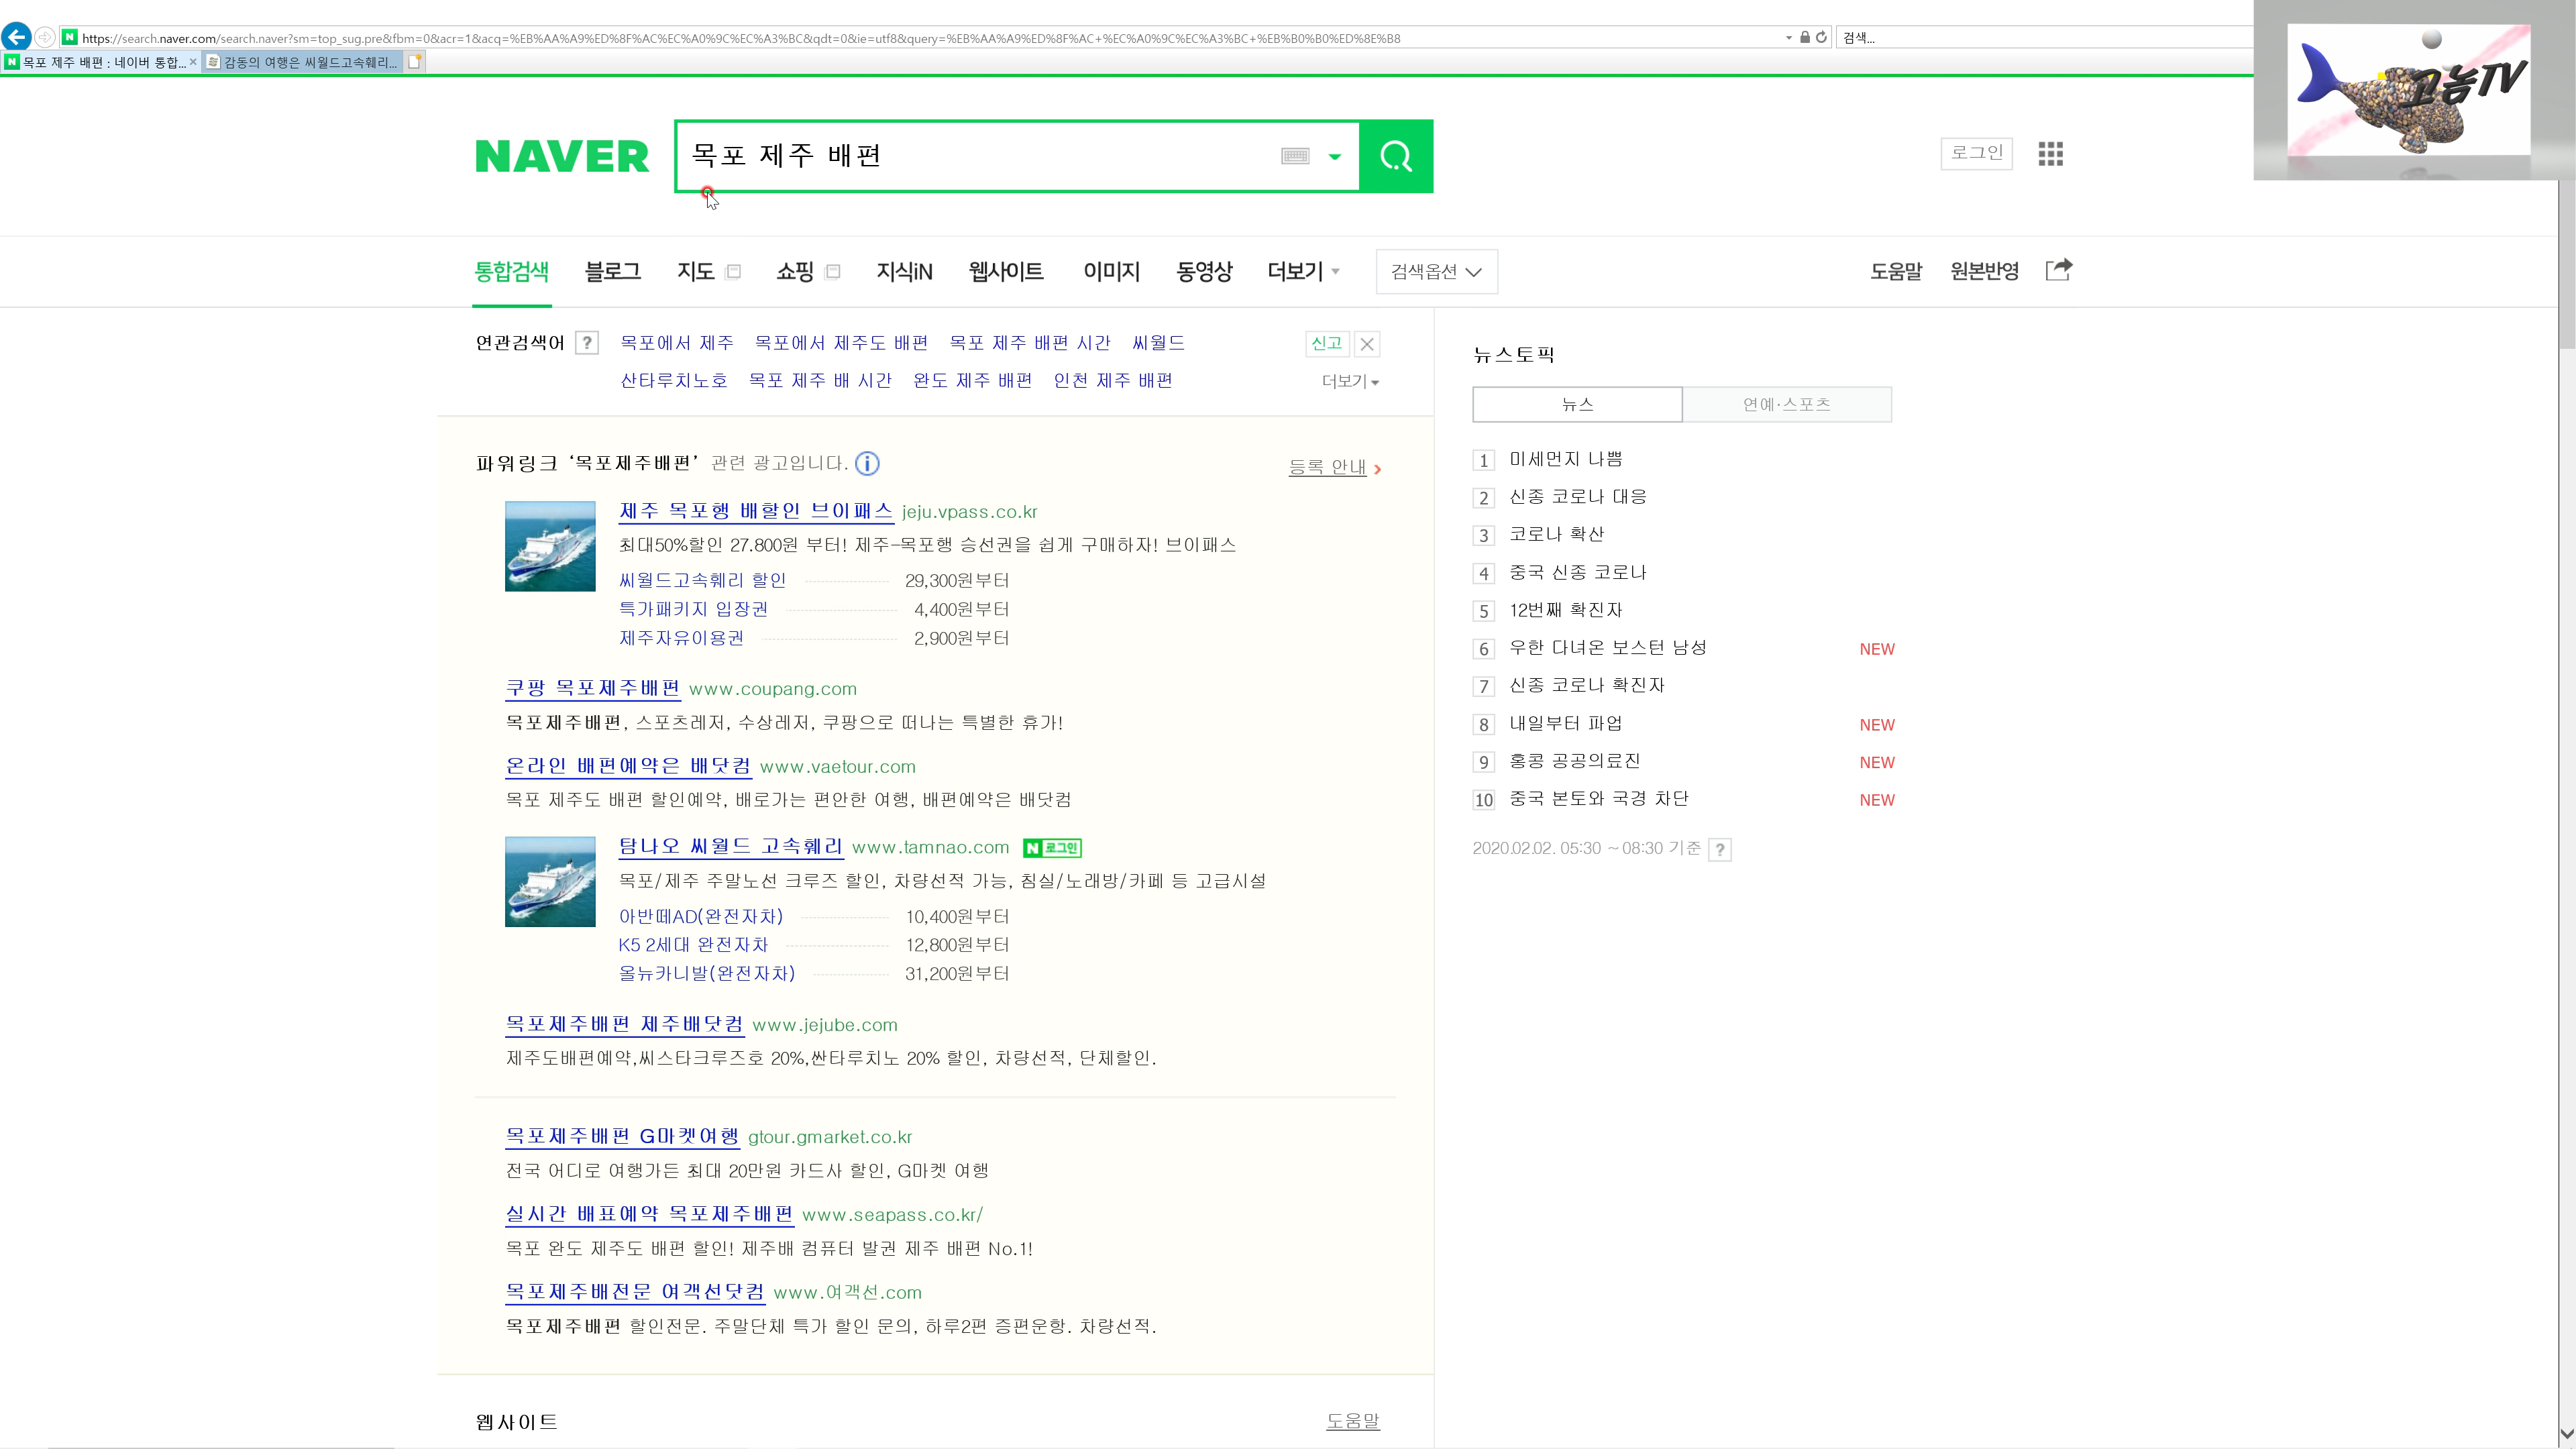 https://search.naver.com/search.naver?sm=top_sug.pre&fbm=0&acr=1&acq=%EB%AA%A9%ED%8F%AC%EC%A0%9C%EC%A3%BC&qdt=0&ie=utf8&query=%EB%AA%A9%ED%8F%AC+%EC%A0%9C%EC%A3%BC+%EB%B0%B0%ED%8E%B8
검색...
목포 제주 배편 : 네이버 통합...
감동의 여행은 씨월드고속훼리...
고놈TV
NAVER
목포 제주 배편
로그인
통합검색 블로그 지도 쇼핑 지식iN 웹사이트 이미지 동영상 더보기 검색옵션
도움말 원본반영
연관검색어 ? 목포에서 제주 목포에서 제주도 배편 목포 제주 배편 시간 씨월드 신고
산타루치노호 목포 제주 배 시간 완도 제주 배편 인천 제주 배편 더보기
파워링크 ‘목포제주배편’ 관련 광고입니다. i
등록 안내
제주 목포행 배할인 브이패스 jeju.vpass.co.kr
최대50%할인 27.800원 부터! 제주-목포행 승선권을 쉽게 구매하자! 브이패스
씨월드고속훼리 할인 29,300원부터
특가패키지 입장권 4,400원부터
제주자유이용권 2,900원부터
쿠팡 목포제주배편 www.coupang.com
목포제주배편, 스포츠레저, 수상레저, 쿠팡으로 떠나는 특별한 휴가!
온라인 배편예약은 배닷컴 www.vaetour.com
목포 제주도 배편 할인예약, 배로가는 편안한 여행, 배편예약은 배닷컴
탐나오 씨월드 고속훼리 www.tamnao.com N 로그인
목포/제주 주말노선 크루즈 할인, 차량선적 가능, 침실/노래방/카페 등 고급시설
아반떼AD(완전자차) 10,400원부터
K5 2세대 완전자차 12,800원부터
올뉴카니발(완전자차) 31,200원부터
목포제주배편 제주배닷컴 www.jejube.com
제주도배편예약,씨스타크루즈호 20%,싼타루치노 20% 할인, 차량선적, 단체할인.
목포제주배편 G마켓여행 gtour.gmarket.co.kr
전국 어디로 여행가든 최대 20만원 카드사 할인, G마켓 여행
실시간 배표예약 목포제주배편 www.seapass.co.kr/
목포 완도 제주도 배편 할인! 제주배 컴퓨터 발권 제주 배편 No.1!
목포제주배전문 여객선닷컴 www.여객선.com
목포제주배편 할인전문. 주말단체 특가 할인 문의, 하루2편 증편운항. 차량선적.
웹사이트
도움말
뉴스토픽
뉴스 연예·스포츠
1 미세먼지 나쁨
2 신종 코로나 대응
3 코로나 확산
4 중국 신종 코로나
5 12번째 확진자
6 우한 다녀온 보스턴 남성 NEW
7 신종 코로나 확진자
8 내일부터 파업 NEW
9 홍콩 공공의료진 NEW
10 중국 본토와 국경 차단 NEW
2020.02.02. 05:30 ~ 08:30 기준 ?